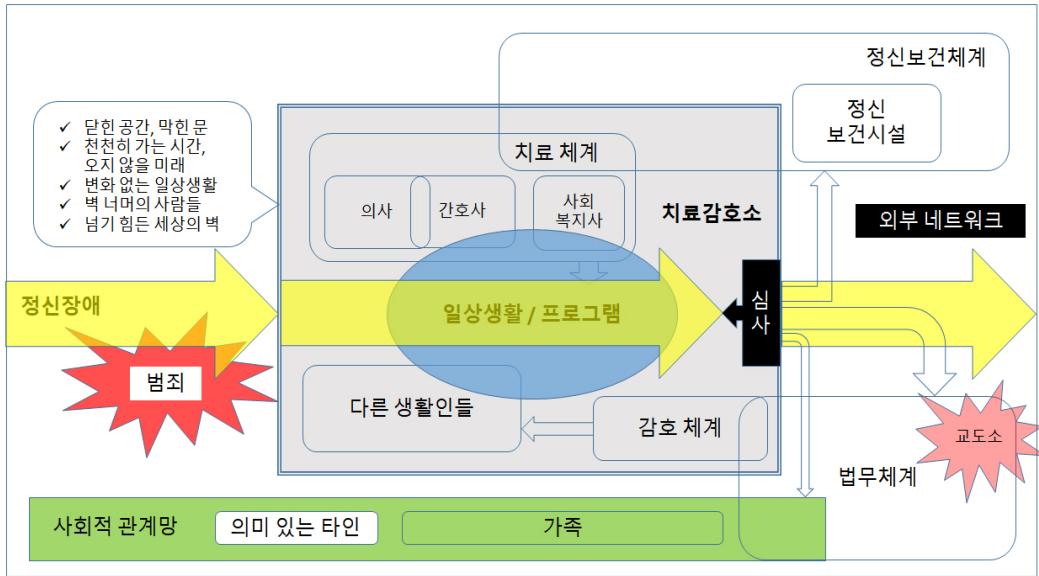 정신보건체계
정신
보건시설
✓ 닫힌 공간, 막힌 문
✓ 천천히 가는 시간,
오지 않을 미래
✓ 변화 없는 일상생활
✓ 벽 너머의 사람들
✓ 넘기 힘든 세상의 벽
치료 체계
의사
간호사
사회
복지사
치료감호소
외부 네트워크
정신장애
범죄
일상생활 / 프로그램
심
사
다른 생활인들
감호 체계
교도소
법무체계
사회적 관계망
의미 있는 타인
가족